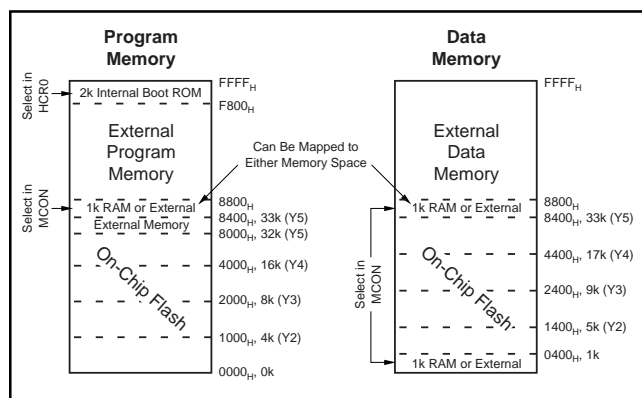 Program
Memory
Select in
HCR0
2k Internal Boot ROM
FFFFH
F800H
External
Program
Memory
Can Be Mapped to
Either Memory Space
Select in
MCON
1k RAM or External
External Memory
8800H
8400H, 33k (Y5)
8000H, 32k (Y5)
4000H, 16k (Y4)
2000H, 8k (Y3)
1000H, 4k (Y2)
0000H, 0k
On-Chip Flash
Data
Memory
FFFFH
External
Data
Memory
1k RAM or External
8800H
8400H, 33k (Y5)
4400H, 17k (Y4)
2400H, 9k (Y3)
1400H, 5k (Y2)
0400H, 1k
On-Chip Flash
Select in
MCON
1k RAM or External